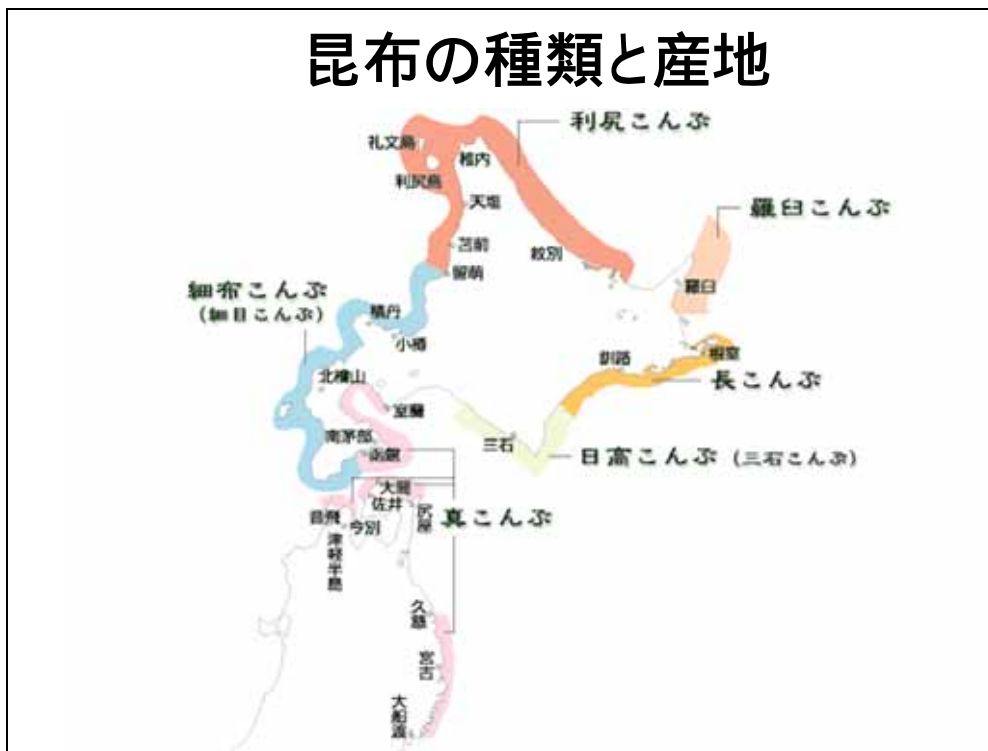 昆布の種類と産地
利尻こんぶ
礼文島
稚内
利尻島
天塩
羅臼こんぶ
苫前
紋別
留萌
羅臼
細布こんぶ
(細目こんぶ)
積丹
小樽
釧路
根室
長こんぶ
北檜山
室蘭
南茅部
三石
日高こんぶ (三石こんぶ)
函館
大間
佐井
尻屋
真こんぶ
今別
津軽半島
久慈
宮古
大船渡